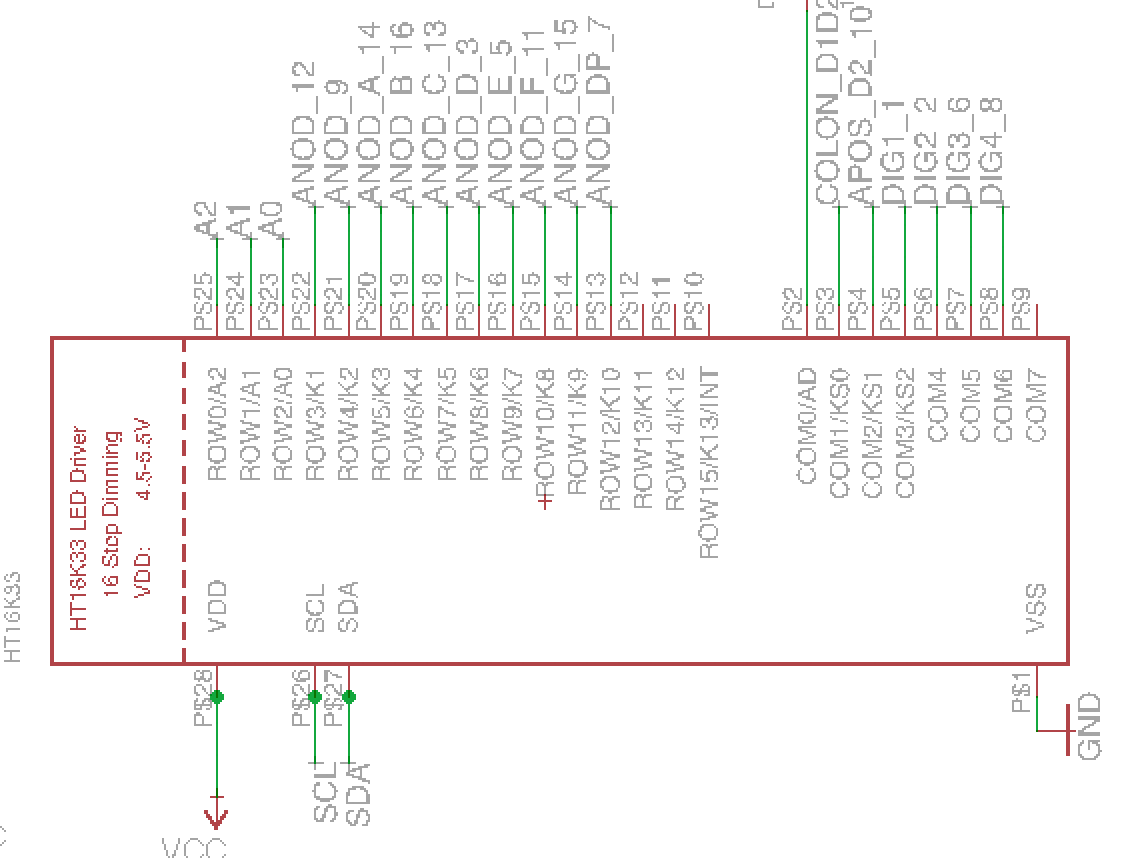 HT16K33
HT16K33 LED Driver
16 Step Dimming
VDD: 4.5-5.5V
A2
A1
A0
ANOD_12
ANOD_9
ANOD_A_14
ANOD_B_16
ANOD_C_13
ANOD_D_3
ANOD_E_5
ANOD_F_11
ANOD_G_15
ANOD_DP_7
COLON_D1D2
APOS_D2_10
DIG1_1
DIG2_2
DIG3_6
DIG4_8
P$25
P$24
P$23
P$22
P$21
P$20
P$19
P$18
P$17
P$16
P$15
P$14
P$13
P$12
P$11
P$10
P$2
P$3
P$4
P$5
P$6
P$7
P$8
P$9
ROW0/A2
ROW1/A1
ROW2/A0
ROW3/K1
ROW4/K2
ROW5/K3
ROW6/K4
ROW7/K5
ROW8/K6
ROW9/K7
ROW10/K8
ROW11/K9
ROW12/K10
ROW13/K11
ROW14/K12
ROW15/K13/INT
COM0/AD
COM1/KS0
COM2/KS1
COM3/KS2
COM4
COM5
COM6
COM7
VDD
SCL
SDA
VSS
P$28
P$26
P$27
P$1
SCL
SDA
VCC
GND